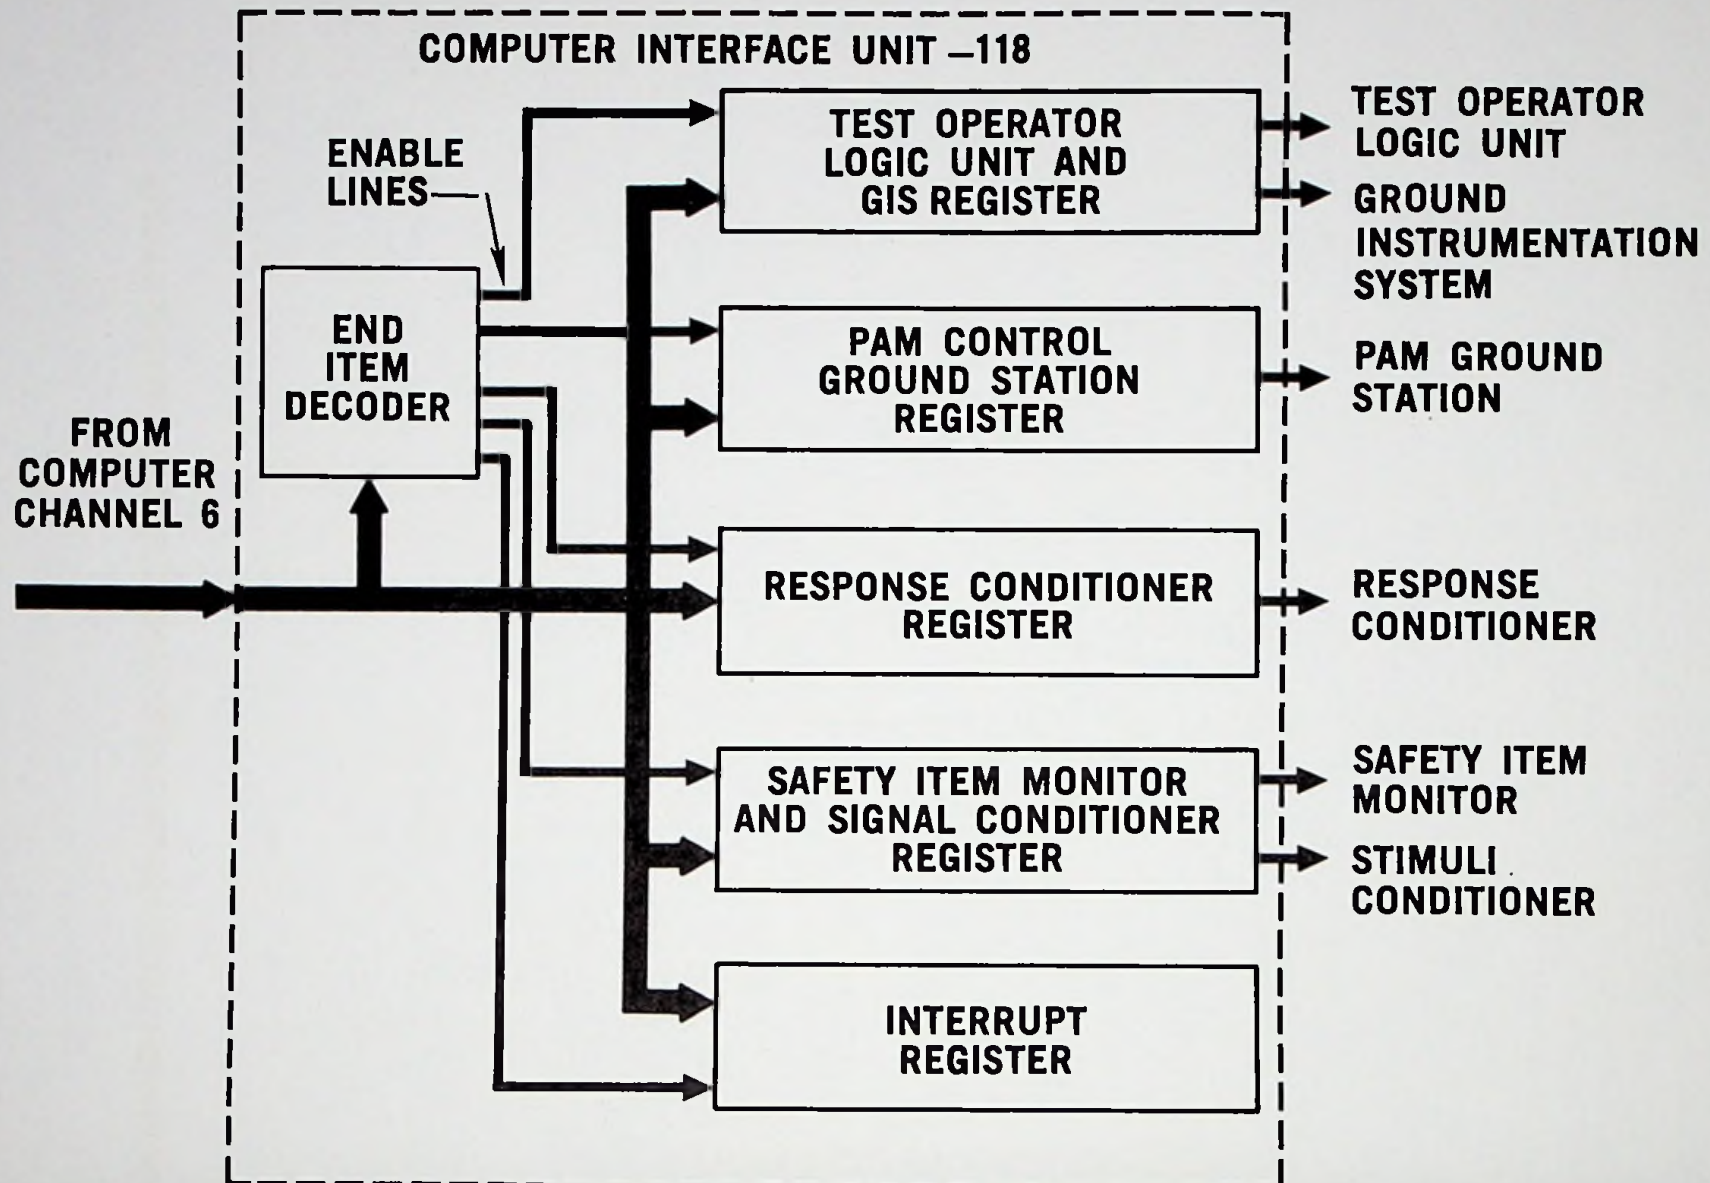 COMPUTER INTERFACE UNIT –118
ENABLE
LINES
END
ITEM
DECODER
FROM
COMPUTER
CHANNEL 6
TEST OPERATOR
LOGIC UNIT AND
GIS REGISTER
PAM CONTROL
GROUND STATION
REGISTER
RESPONSE CONDITIONER
REGISTER
SAFETY ITEM MONITOR
AND SIGNAL CONDITIONER
REGISTER
INTERRUPT
REGISTER
TEST OPERATOR
LOGIC UNIT
GROUND
INSTRUMENTATION
SYSTEM
PAM GROUND
STATION
RESPONSE
CONDITIONER
SAFETY ITEM
MONITOR
STIMULI
CONDITIONER